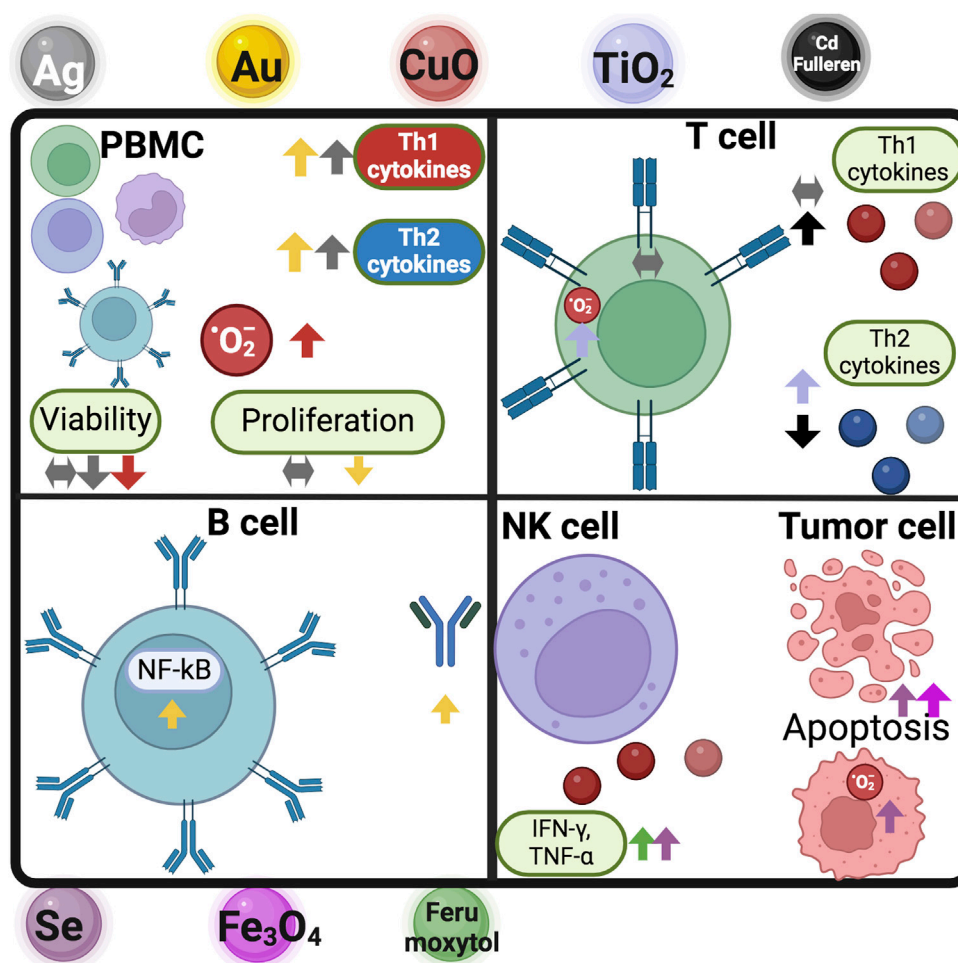 Ag
Au
CuO
TiO₂
Cd
Fulleren
PBMC
Th1
cytokines
Th2
cytokines
•O₂⁻
Viability
Proliferation
T cell
Th1
cytokines
•O₂⁻
Th2
cytokines
B cell
NF-kB
NK cell
IFN-γ,
TNF-α
Tumor cell
Apoptosis
•O₂⁻
Se
Fe₃O₄
Feru
moxytol